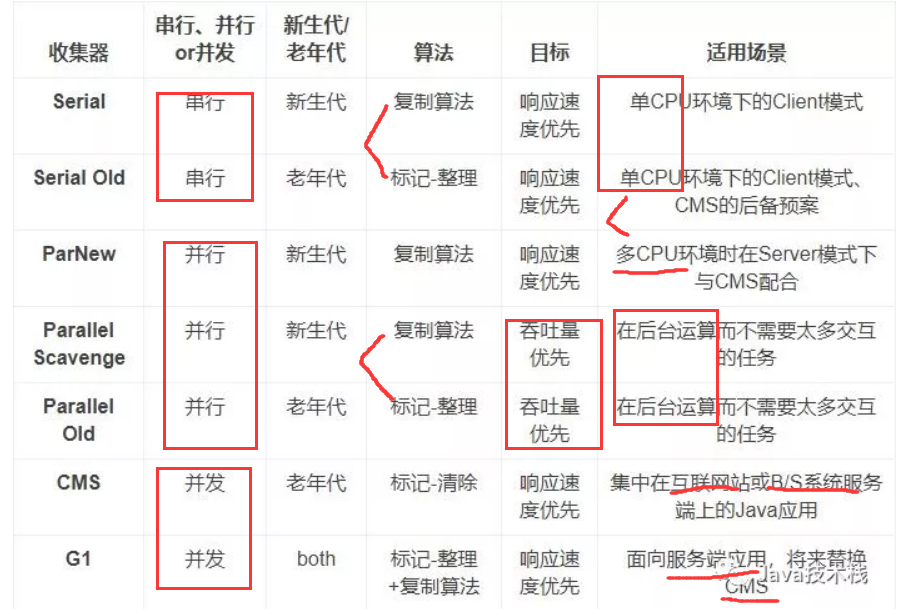 收集器 串行、并行or并发 新生代/老年代 算法 目标 适用场景
Serial 串行 新生代 复制算法 响应速度优先 单CPU环境下的Client模式
Serial Old 串行 老年代 标记-整理 响应速度优先 单CPU环境下的Client模式、CMS的后备预案
ParNew 并行 新生代 复制算法 响应速度优先 多CPU环境时在Server模式下与CMS配合
Parallel Scavenge 并行 新生代 复制算法 吞吐量优先 在后台运算而不需要太多交互的任务
Parallel Old 并行 老年代 标记-整理 吞吐量优先 在后台运算而不需要太多交互的任务
CMS 并发 老年代 标记-清除 响应速度优先 集中在互联网站或B/S系统服务端上的Java应用
G1 并发 both 标记-整理+复制算法 响应速度优先 面向服务端应用，将来替换CMS
Java技术栈